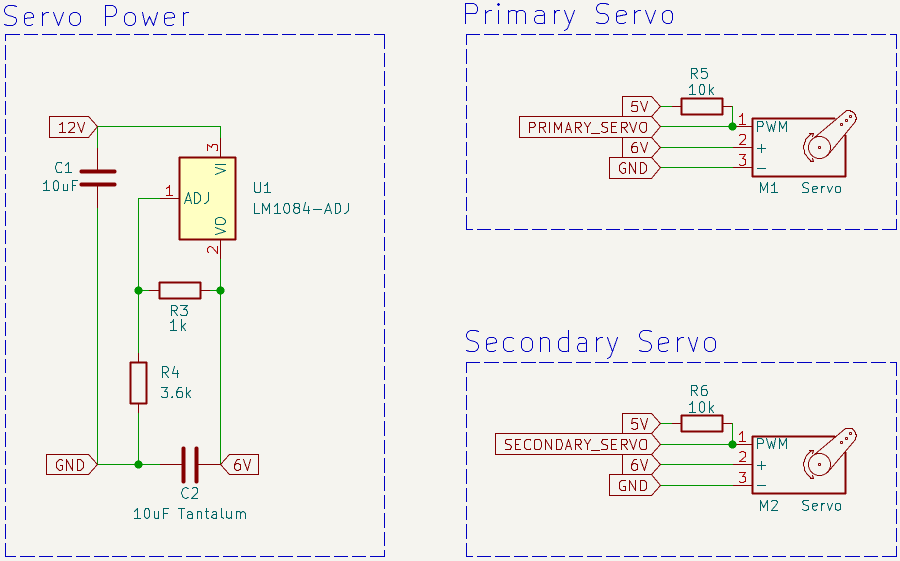 Servo Power
12V
C1
10uF
3
VI
1
ADJ
U1
LM1084-ADJ
VO
2
R3
1k
R4
3.6k
GND
6V
C2
10uF Tantalum
Primary Servo
R5
10k
5V
PRIMARY_SERVO
6V
GND
1
2
3
PWM
+
-
M1 Servo
Secondary Servo
R6
10k
5V
SECONDARY_SERVO
6V
GND
1
2
3
PWM
+
-
M2 Servo